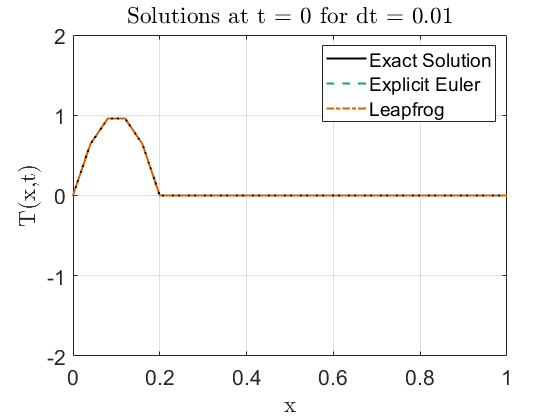 Solutions at t = 0 for dt = 0.01
2
1
0
-1
-2
T(x,t)
Exact Solution
Explicit Euler
Leapfrog
0 0.2 0.4 0.6 0.8 1
x